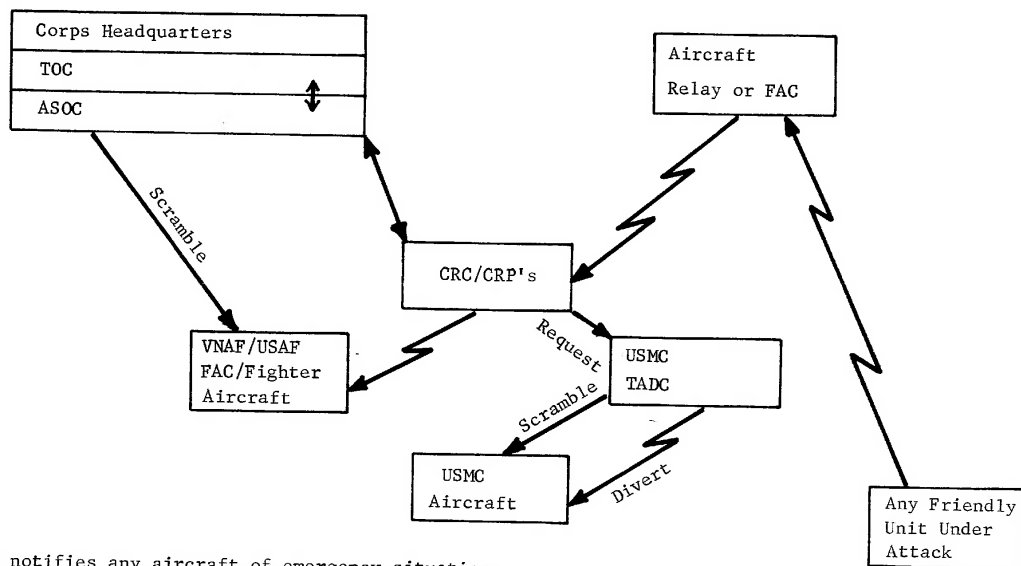 Corps Headquarters
TOC
ASOC
Aircraft
Relay or FAC
Scramble
CRC/CRP's
VNAF/USAF
FAC/Fighter
Aircraft
Request
USMC
TADC
Scramble
USMC
Aircraft
Divert
Any Friendly
Unit Under
Attack
notifies any aircraft of emergency situation